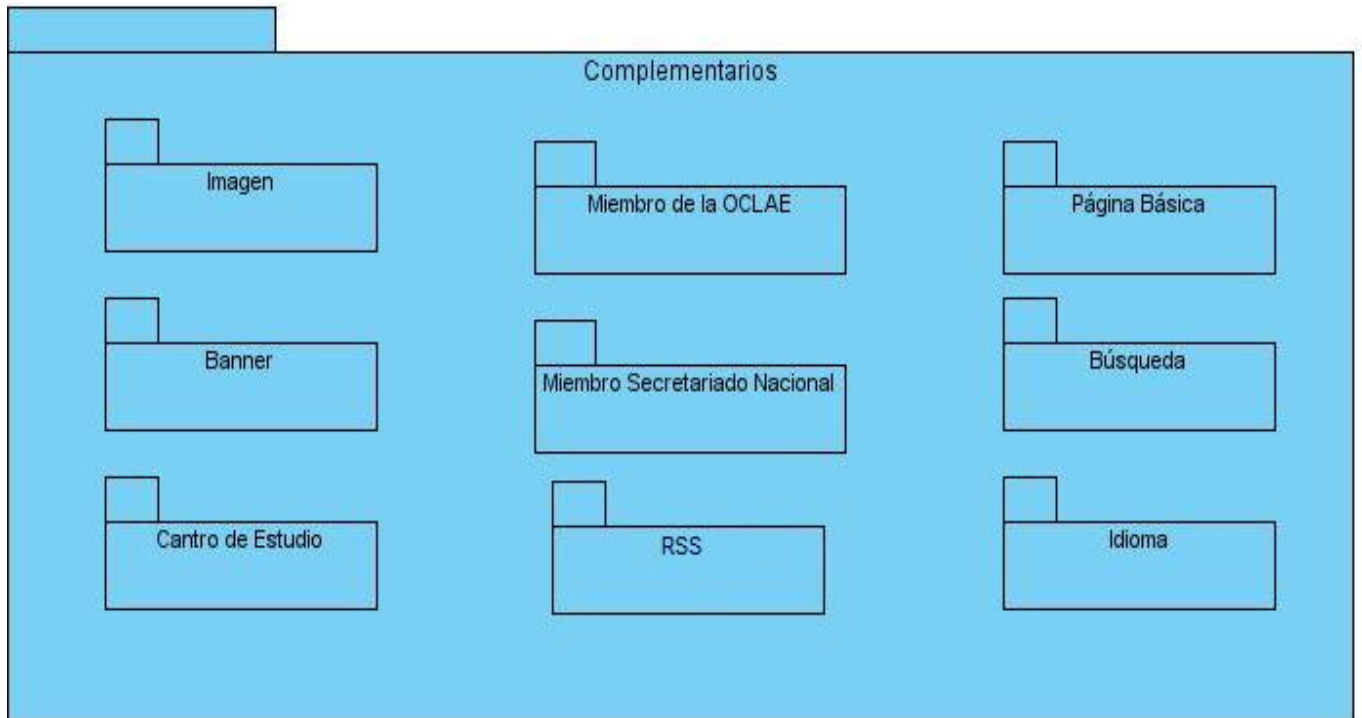 Complementarios
Imagen
Miembro de la OCLAE
Página Básica
Banner
Miembro Secretariado Nacional
Búsqueda
Cantro de Estudio
RSS
Idioma